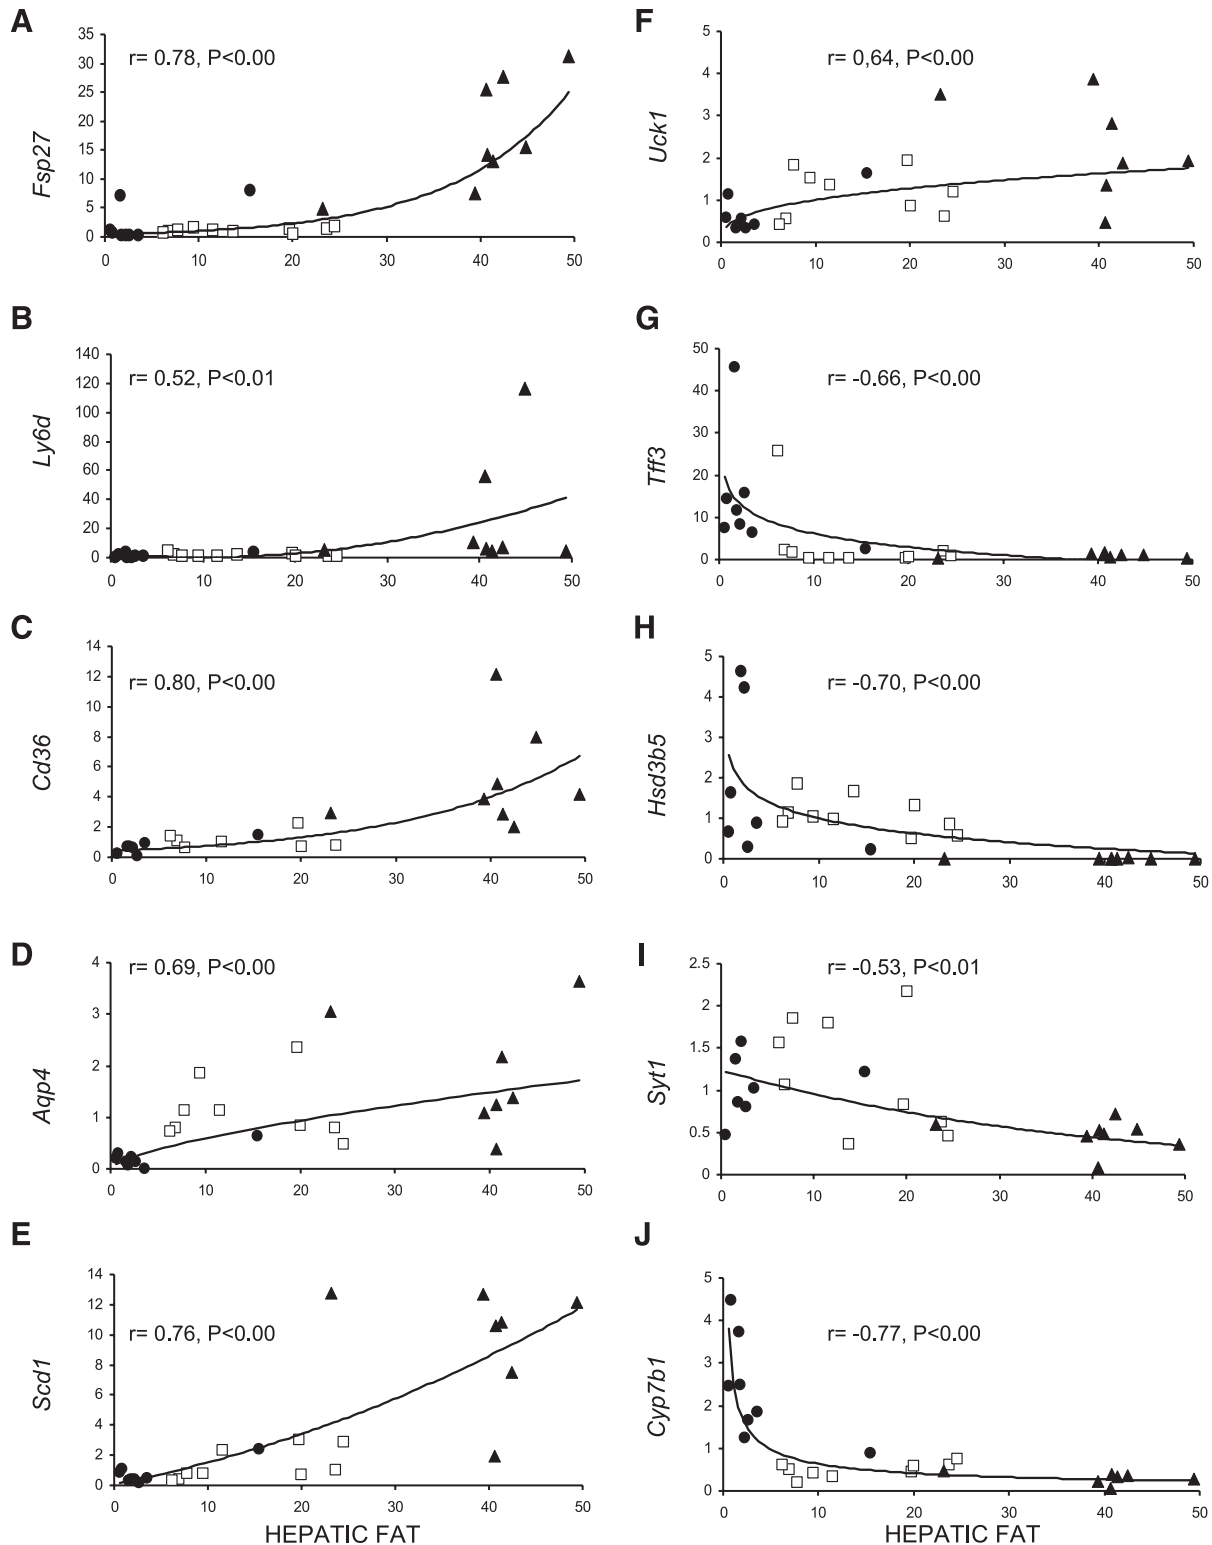 A
r= 0.78, P<0.00
Fsp27
35
30
25
20
15
10
5
0
0 10 20 30 40 50
B
r= 0.52, P<0.01
Ly6d
140
120
100
80
60
40
20
0
0 10 20 30 40 50
C
r= 0.80, P<0.00
Cd36
14
12
10
8
6
4
2
0
0 10 20 30 40 50
D
r= 0.69, P<0.00
Aqp4
4
3
2
1
0
0 10 20 30 40 50
E
r= 0.76, P<0.00
Scd1
14
12
10
8
6
4
2
0
0 10 20 30 40 50
HEPATIC FAT
F
r= 0,64, P<0.00
Uck1
5
4
3
2
1
0
0 10 20 30 40 50
G
r= -0.66, P<0.00
Tff3
50
40
30
20
10
0
0 10 20 30 40 50
H
r= -0.70, P<0.00
Hsd3b5
5
4
3
2
1
0
0 10 20 30 40 50
I
r= -0.53, P<0.01
Syt1
2.5
2
1.5
1
0.5
0
0 10 20 30 40 50
J
r= -0.77, P<0.00
Cyp7b1
5
4
3
2
1
0
0 10 20 30 40 50
HEPATIC FAT